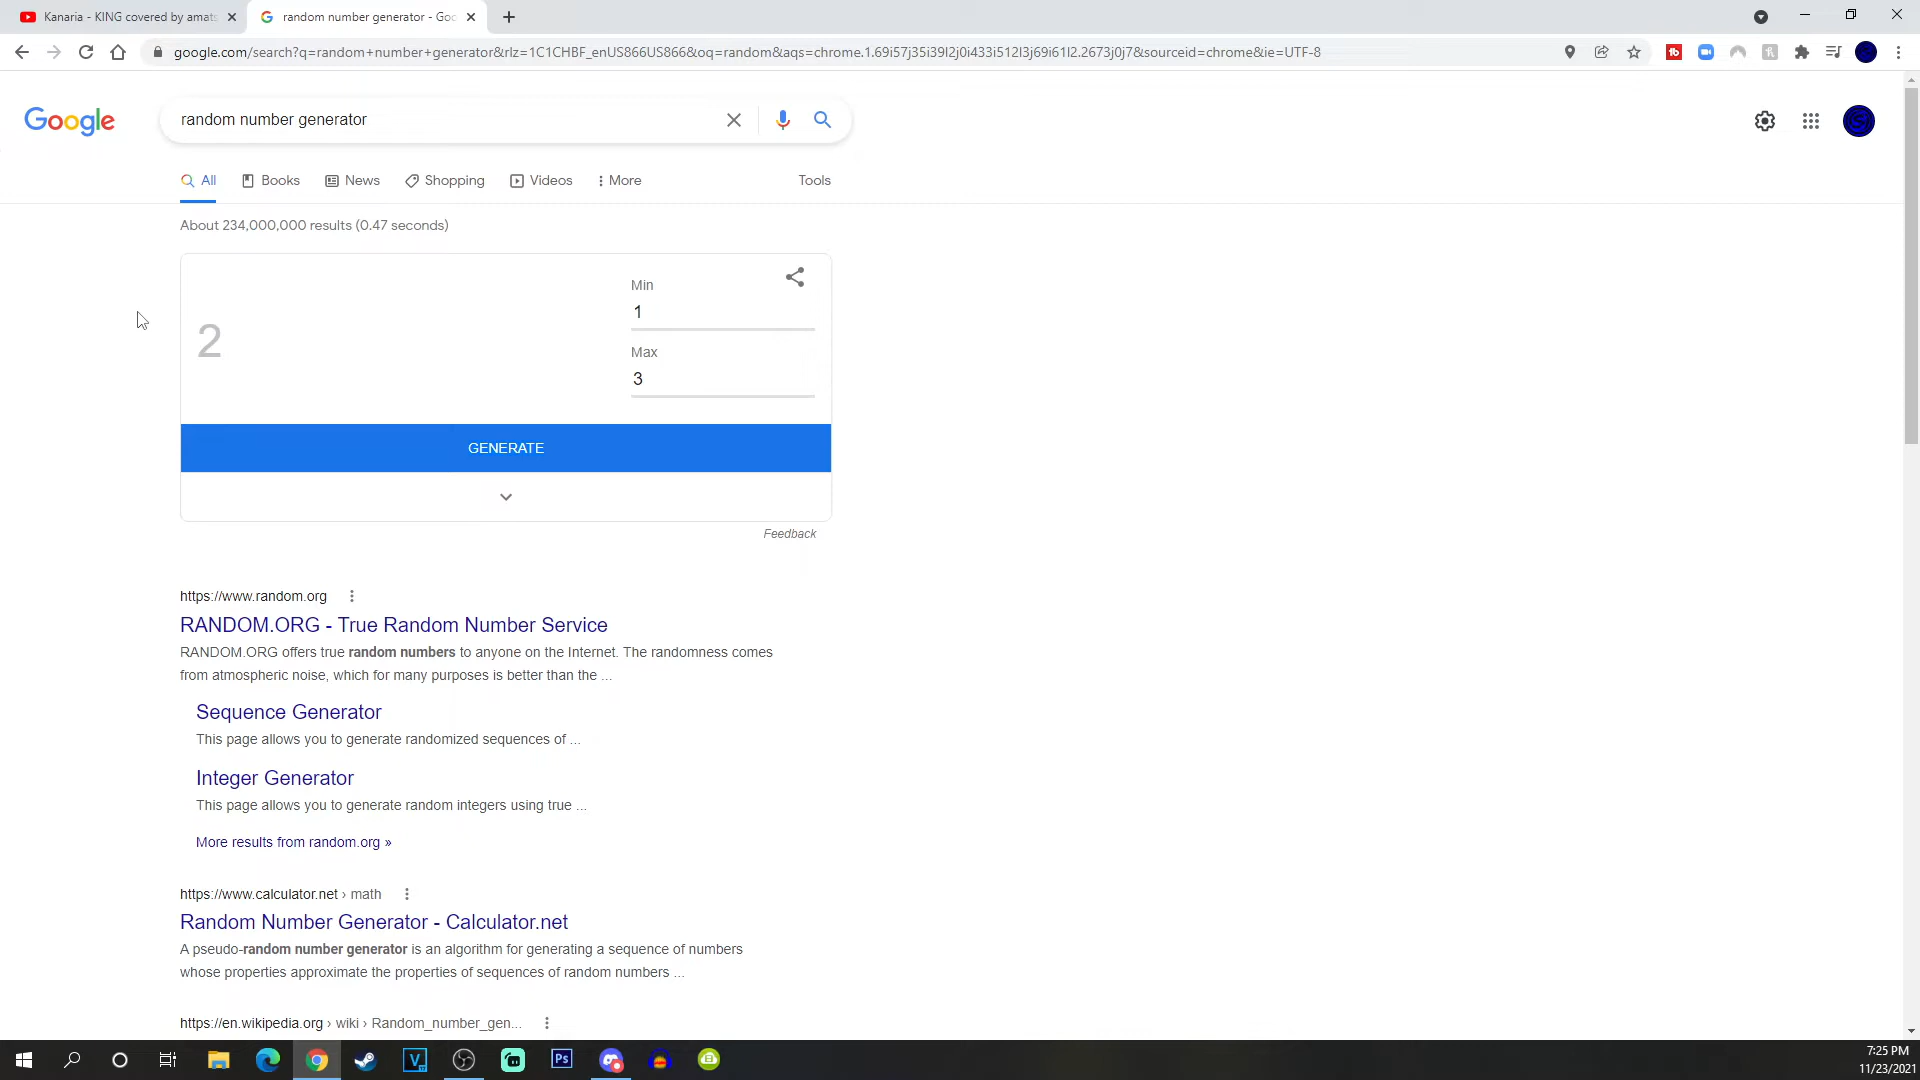 Kanaria - KING covered by amats
random number generator - Goo
google.com/search?q=random+number+generator&rlz=1C1CHBF_enUS866US866&oq=random&aqs=chrome.1.69i57j35i39l2j0i433i512l3j69i61l2.2673j0j7&sourceid=chrome&ie=UTF-8
Google
random number generator
All
Books
News
Shopping
Videos
More
Tools
About 234,000,000 results (0.47 seconds)
Min
1
2
Max
3
GENERATE
Feedback
https://www.random.org
RANDOM.ORG - True Random Number Service
RANDOM.ORG offers true random numbers to anyone on the Internet. The randomness comes
from atmospheric noise, which for many purposes is better than the ...
Sequence Generator
This page allows you to generate randomized sequences of ...
Integer Generator
This page allows you to generate random integers using true ...
More results from random.org »
https://www.calculator.net › math
Random Number Generator - Calculator.net
A pseudo-random number generator is an algorithm for generating a sequence of numbers
whose properties approximate the properties of sequences of random numbers ...
https://en.wikipedia.org › wiki › Random_number_gen...
Ps
7:25 PM
11/23/2021